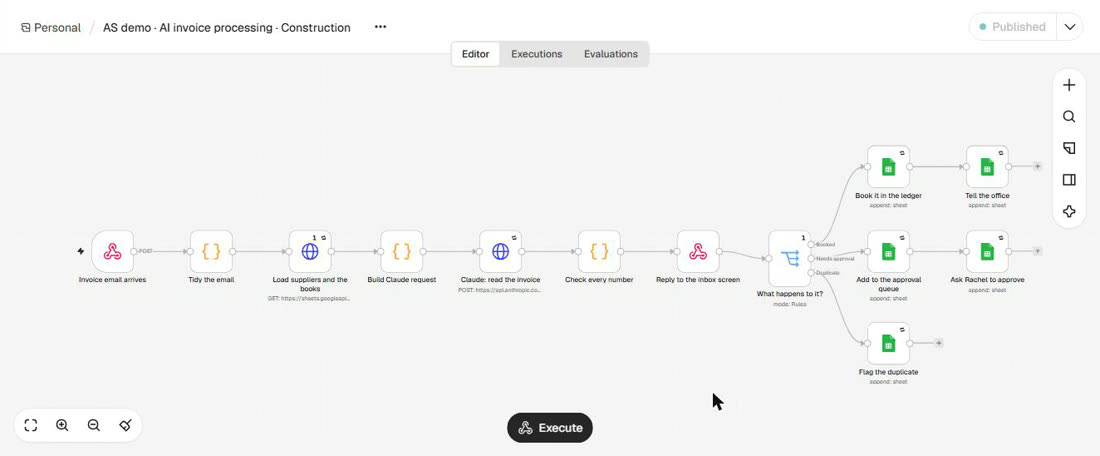 Personal / AS demo · AI invoice processing · Construction ...
Published
Editor Executions Evaluations
Invoice email arrives
POST
Tidy the email
1
Load suppliers and the
books
GET: https://sheets.googleapi...
Build Claude request
Claude: read the invoice
POST: https://api.anthropic.co...
Check every number
Reply to the inbox screen
1
What happens to it?
mode: Rules
Booked
Needs approval
Duplicate
Book it in the ledger
append: sheet
Tell the office
append: sheet
Add to the approval
queue
append: sheet
Ask Rachel to approve
append: sheet
Flag the duplicate
append: sheet
Execute